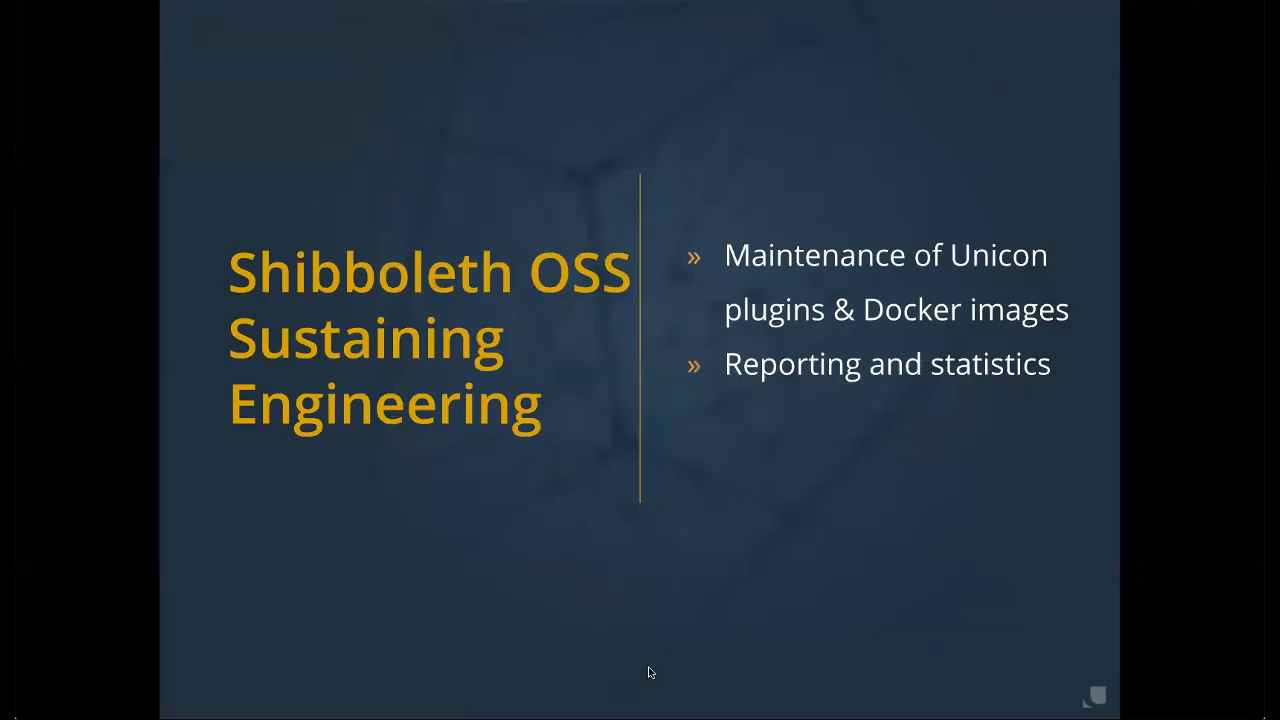 Shibboleth OSS
Sustaining
Engineering
» Maintenance of Unicon
plugins & Docker images
» Reporting and statistics